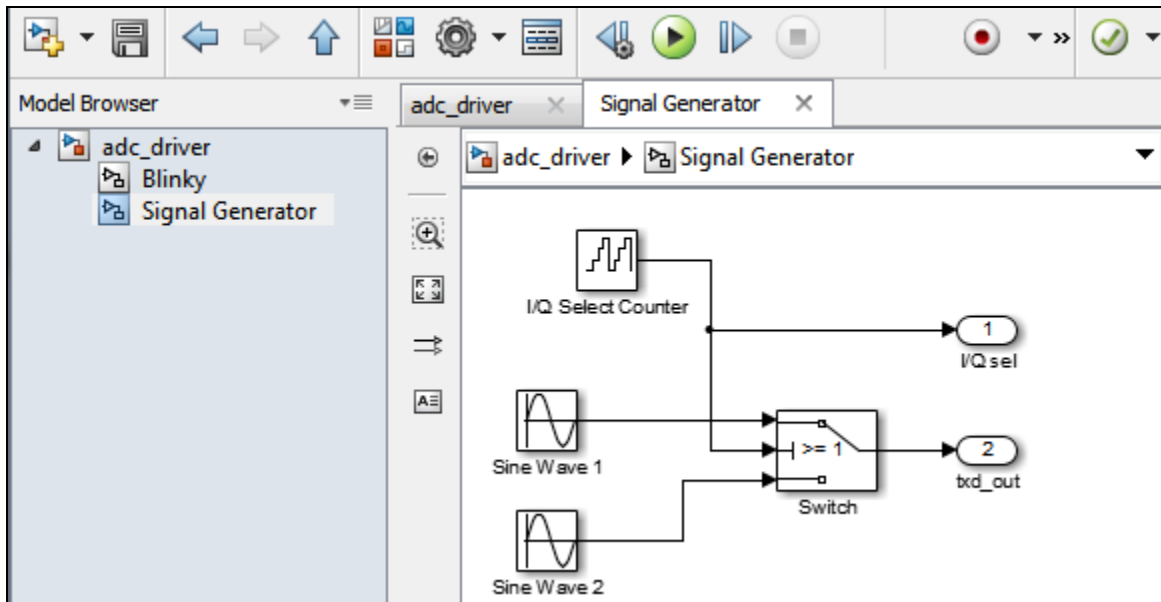 Model Browser
adc_driver
Blinky
Signal Generator
adc_driver
Signal Generator
adc_driver
Signal Generator
I/Q Select Counter
1
I/Q sel
Sine Wave 1
>= 1
Switch
2
txd_out
Sine Wave 2